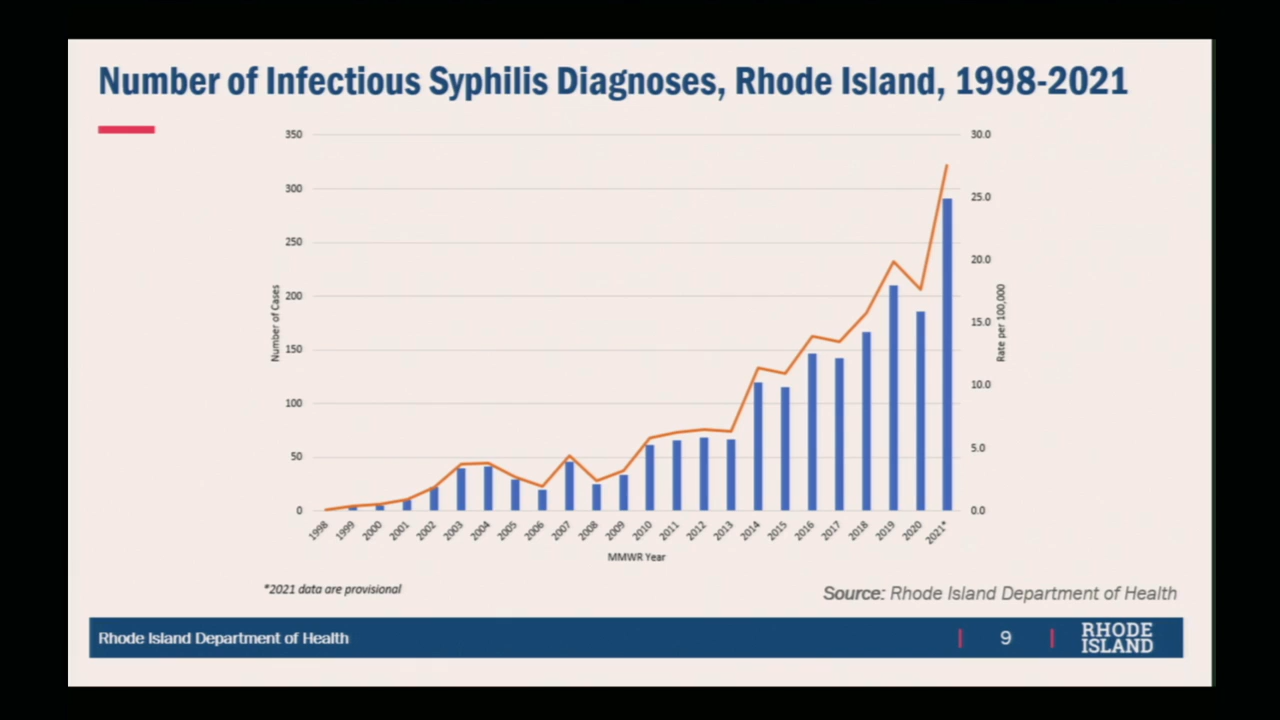 Number of Infectious Syphilis Diagnoses, Rhode Island, 1998-2021
350
300
250
200
150
100
50
0
Number of Cases
30.0
25.0
20.0
15.0
10.0
5.0
0.0
Rate per 100,000
1998 1999 2000 2001 2002 2003 2004 2005 2006 2007 2008 2009 2010 2011 2012 2013 2014 2015 2016 2017 2018 2019 2020 2021*
MMWR Year
*2021 data are provisional
Source: Rhode Island Department of Health
Rhode Island Department of Health
| 9 |
RHODE
ISLAND